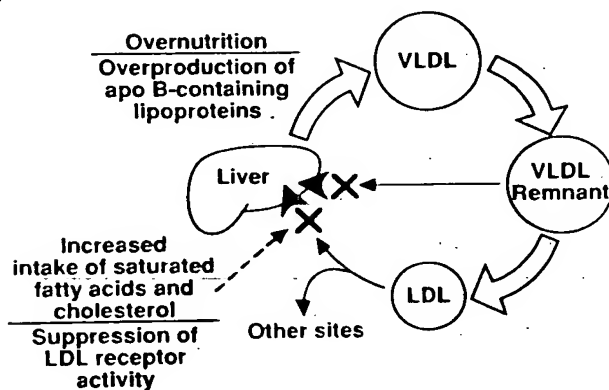 Overnutrition
Overproduction of
apo B-containing
lipoproteins
VLDL
Liver
VLDL
Remnant
Increased
intake of saturated
fatty acids and
cholesterol
Suppression of
LDL receptor
activity
Other sites
LDL